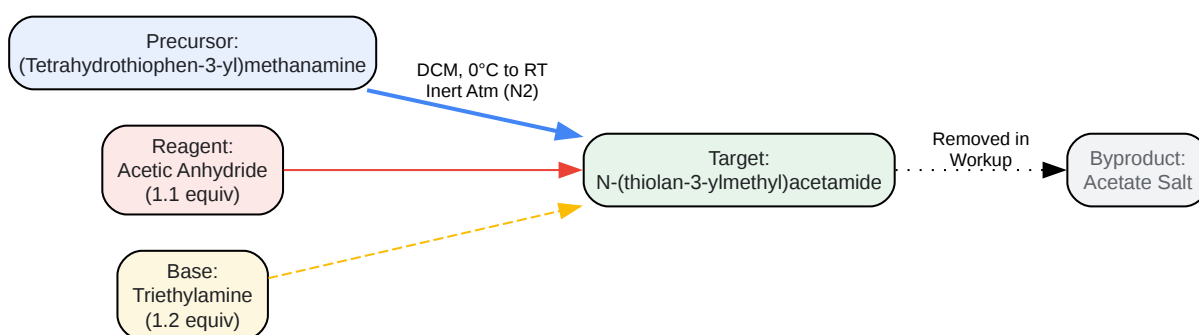 Precursor:
(Tetrahydrothiophen-3-yl)methanamine
DCM, 0°C to RT
Inert Atm (N2)
Reagent:
Acetic Anhydride
(1.1 equiv)
Target:
N-(thiolan-3-ylmethyl)acetamide
Removed in
Workup
Byproduct:
Acetate Salt
Base:
Triethylamine
(1.2 equiv)